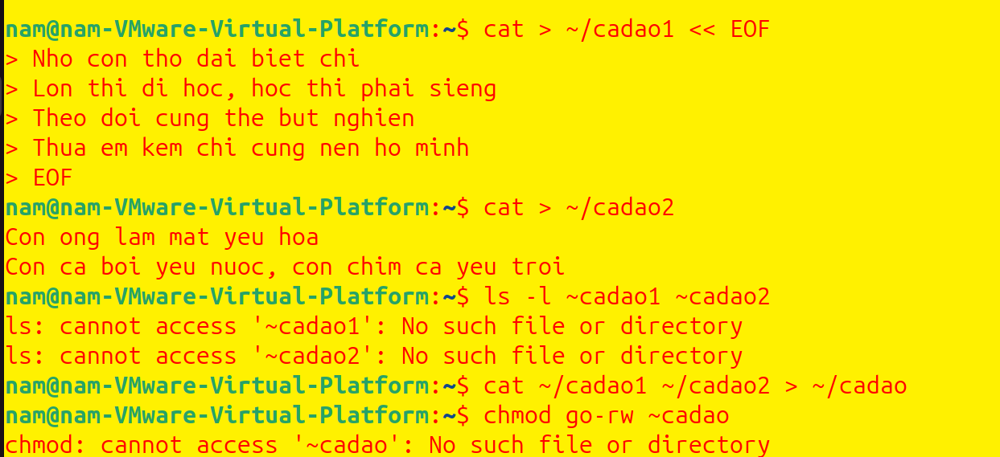 nam@nam-VMware-Virtual-Platform:~$ cat > ~/cadao1 << EOF
> Nho con tho dai biet chi
> Lon thi di hoc, hoc thi phai sieng
> Theo doi cung the but nghien
> Thua em kem chi cung nen ho minh
> EOF
nam@nam-VMware-Virtual-Platform:~$ cat > ~/cadao2
Con ong lam mat yeu hoa
Con ca boi yeu nuoc, con chim ca yeu troi
nam@nam-VMware-Virtual-Platform:~$ ls -l ~cadao1 ~cadao2
ls: cannot access '~cadao1': No such file or directory
ls: cannot access '~cadao2': No such file or directory
nam@nam-VMware-Virtual-Platform:~$ cat ~/cadao1 ~/cadao2 > ~/cadao
nam@nam-VMware-Virtual-Platform:~$ chmod go-rw ~cadao
chmod: cannot access '~cadao': No such file or directory